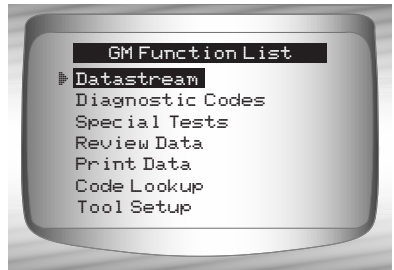 GM Function List
Datastream
Diagnostic Codes
Special Tests
Review Data
Print Data
Code Lookup
Tool Setup